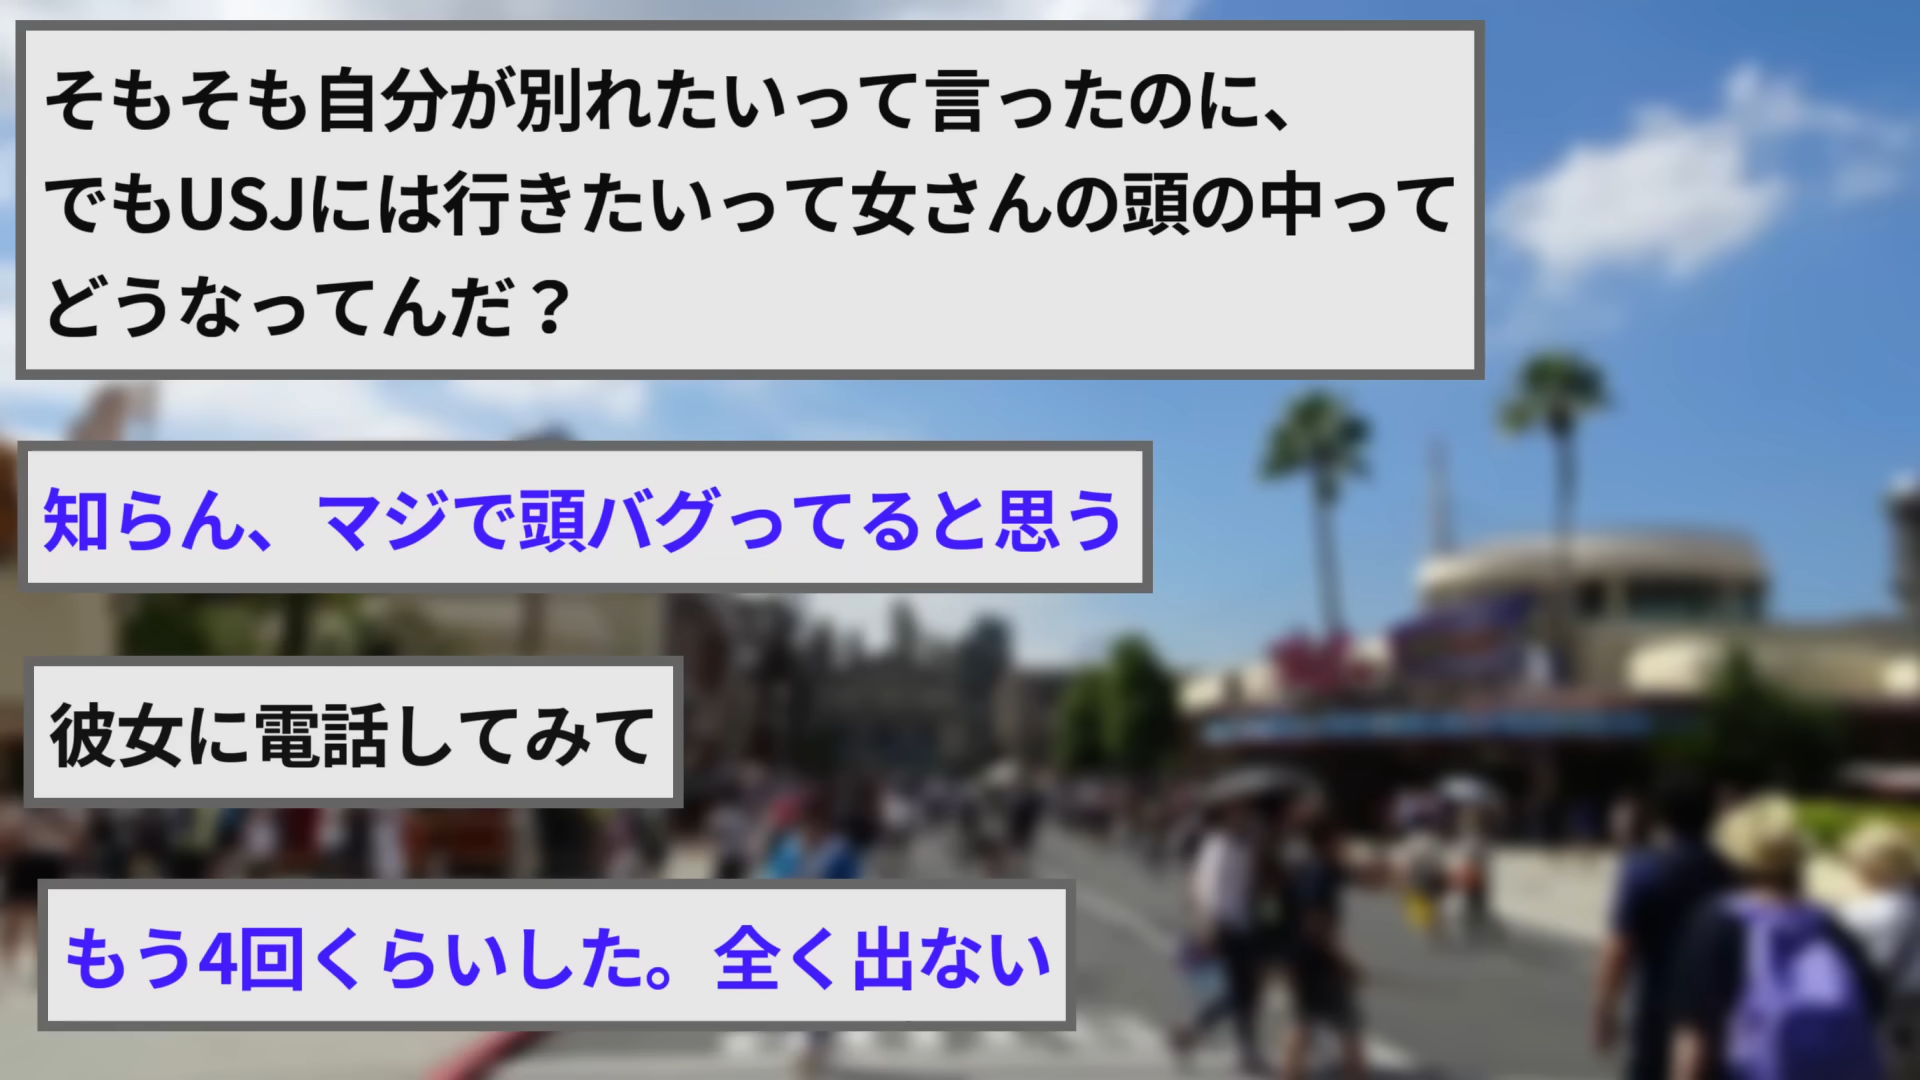 そもそも自分が別れたいって言ったのに、
でもUSJには行きたいって女さんの頭の中って
どうなってんだ？
知らん、マジで頭バグってると思う
彼女に電話してみて
もう4回くらいした。全く出ない